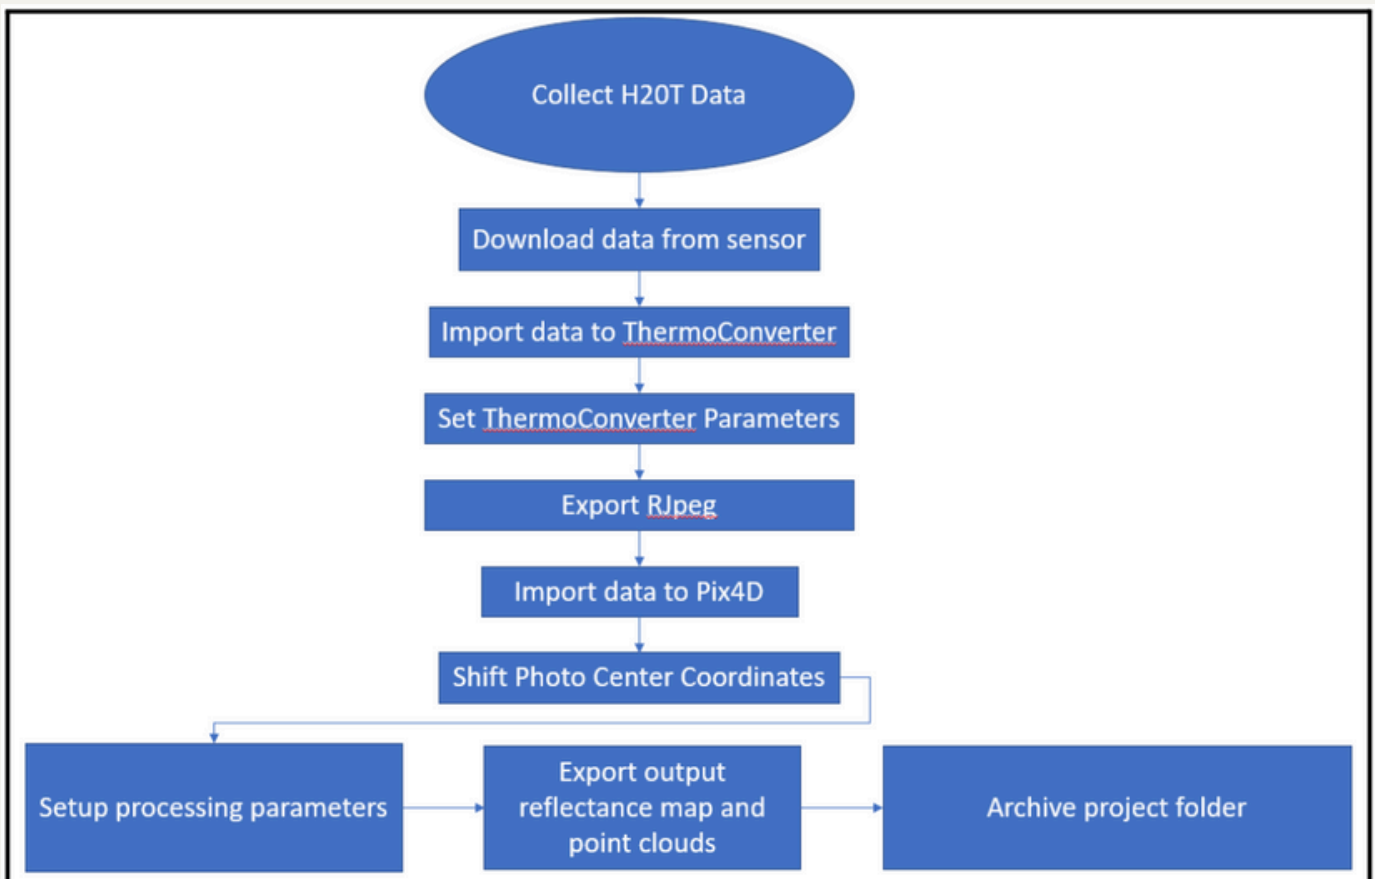 Collect H20T Data
Download data from sensor
Import data to ThermoConverter
Set ThermoConverter Parameters
Export RJpeg
Import data to Pix4D
Shift Photo Center Coordinates
Setup processing parameters
Export output
reflectance map and
point clouds
Archive project folder